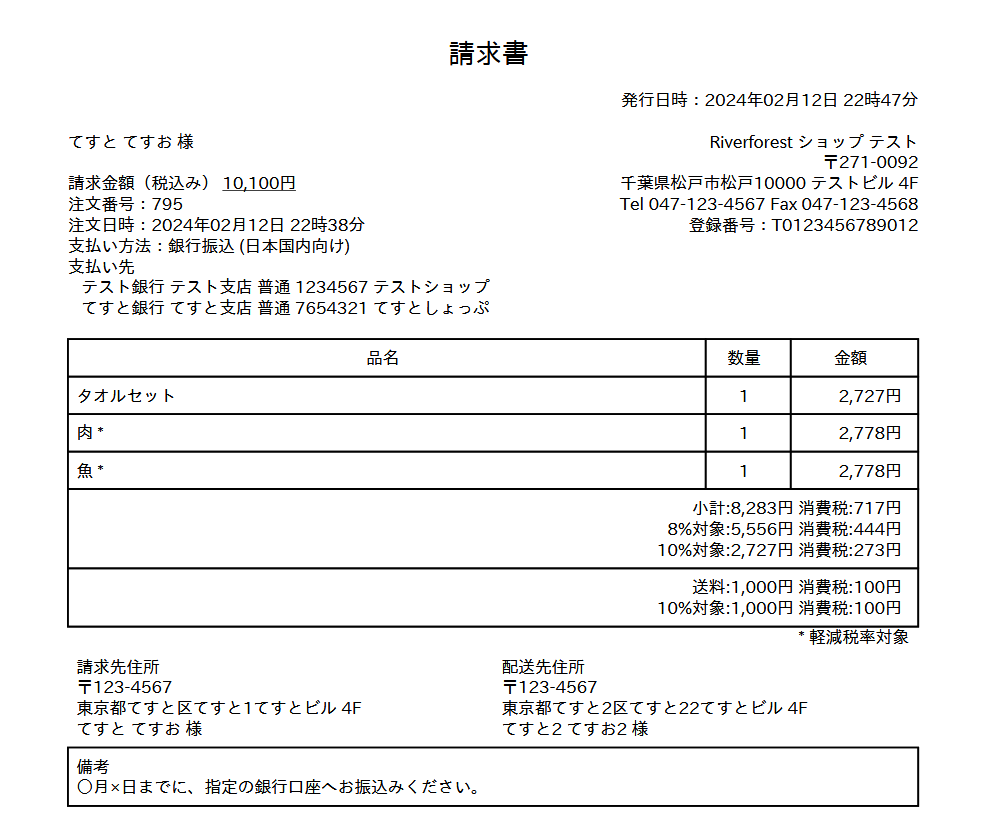 請求書
発行日時：2024年02月12日 22時47分
てすと てすお 様
Riverforest ショップ テスト
〒271-0092
千葉県松戸市松戸10000 テストビル 4F
Tel 047-123-4567 Fax 047-123-4568
登録番号：T0123456789012
請求金額（税込み） 10,100円
注文番号：795
注文日時：2024年02月12日 22時38分
支払い方法：銀行振込 (日本国内向け)
支払い先
テスト銀行 テスト支店 普通 1234567 テストショップ
てすと銀行 てすと支店 普通 7654321 てすとしょっぷ
品名 数量 金額
タオルセット 1 2,727円
肉 * 1 2,778円
魚 * 1 2,778円
小計:8,283円 消費税:717円
8%対象:5,556円 消費税:444円
10%対象:2,727円 消費税:273円
送料:1,000円 消費税:100円
10%対象:1,000円 消費税:100円
* 軽減税率対象
請求先住所
〒123-4567
東京都てすと区てすと1てすとビル 4F
てすと てすお 様
配送先住所
〒123-4567
東京都てすと2区てすと22てすとビル 4F
てすと2 てすお2 様
備考
〇月×日までに、指定の銀行口座へお振込みください。